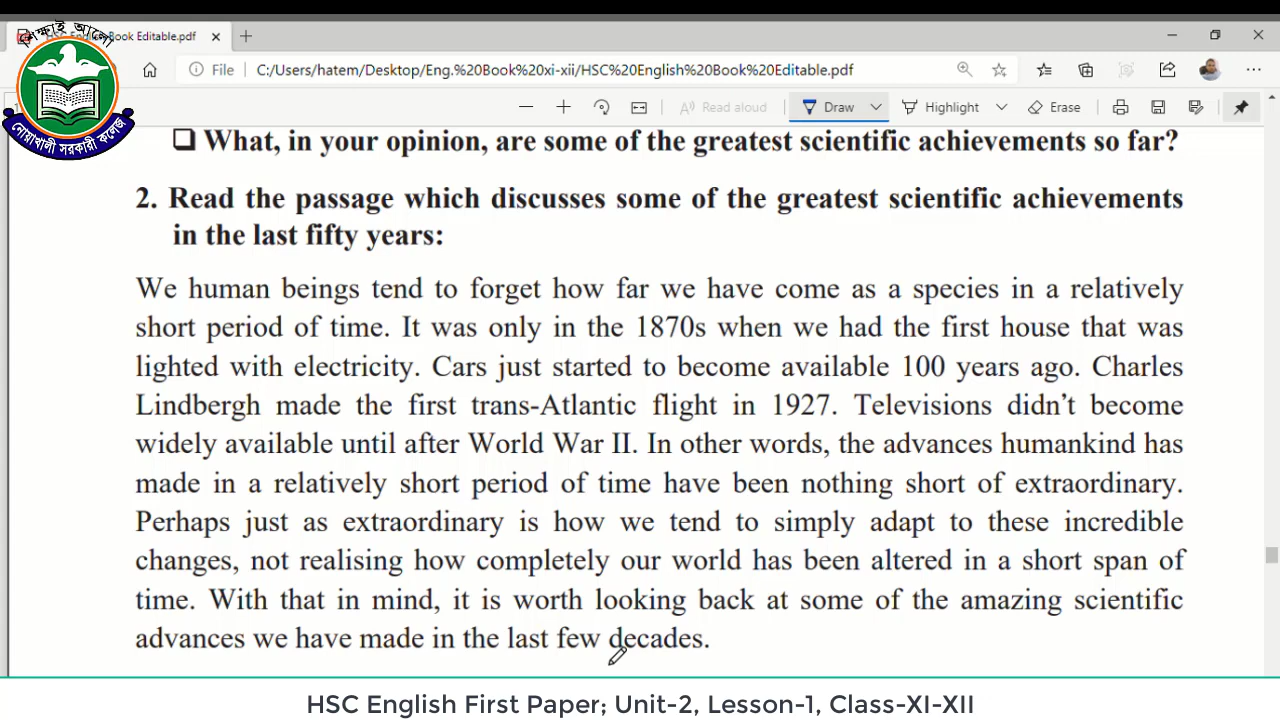 শিক্ষাই আলো
HSC English Book Editable.pdf
File C:/Users/hatem/Desktop/Eng.%20Book%20xi-xii/HSC%20English%20Book%20Editable.pdf
Read aloud Draw Highlight Erase
নোয়াখালী সরকারী কলেজ
❑ What, in your opinion, are some of the greatest scientific achievements so far?
2. Read the passage which discusses some of the greatest scientific achievements
in the last fifty years:
We human beings tend to forget how far we have come as a species in a relatively
short period of time. It was only in the 1870s when we had the first house that was
lighted with electricity. Cars just started to become available 100 years ago. Charles
Lindbergh made the first trans-Atlantic flight in 1927. Televisions didn't become
widely available until after World War II. In other words, the advances humankind has
made in a relatively short period of time have been nothing short of extraordinary.
Perhaps just as extraordinary is how we tend to simply adapt to these incredible
changes, not realising how completely our world has been altered in a short span of
time. With that in mind, it is worth looking back at some of the amazing scientific
advances we have made in the last few decades.
HSC English First Paper; Unit-2, Lesson-1, Class-XI-XII